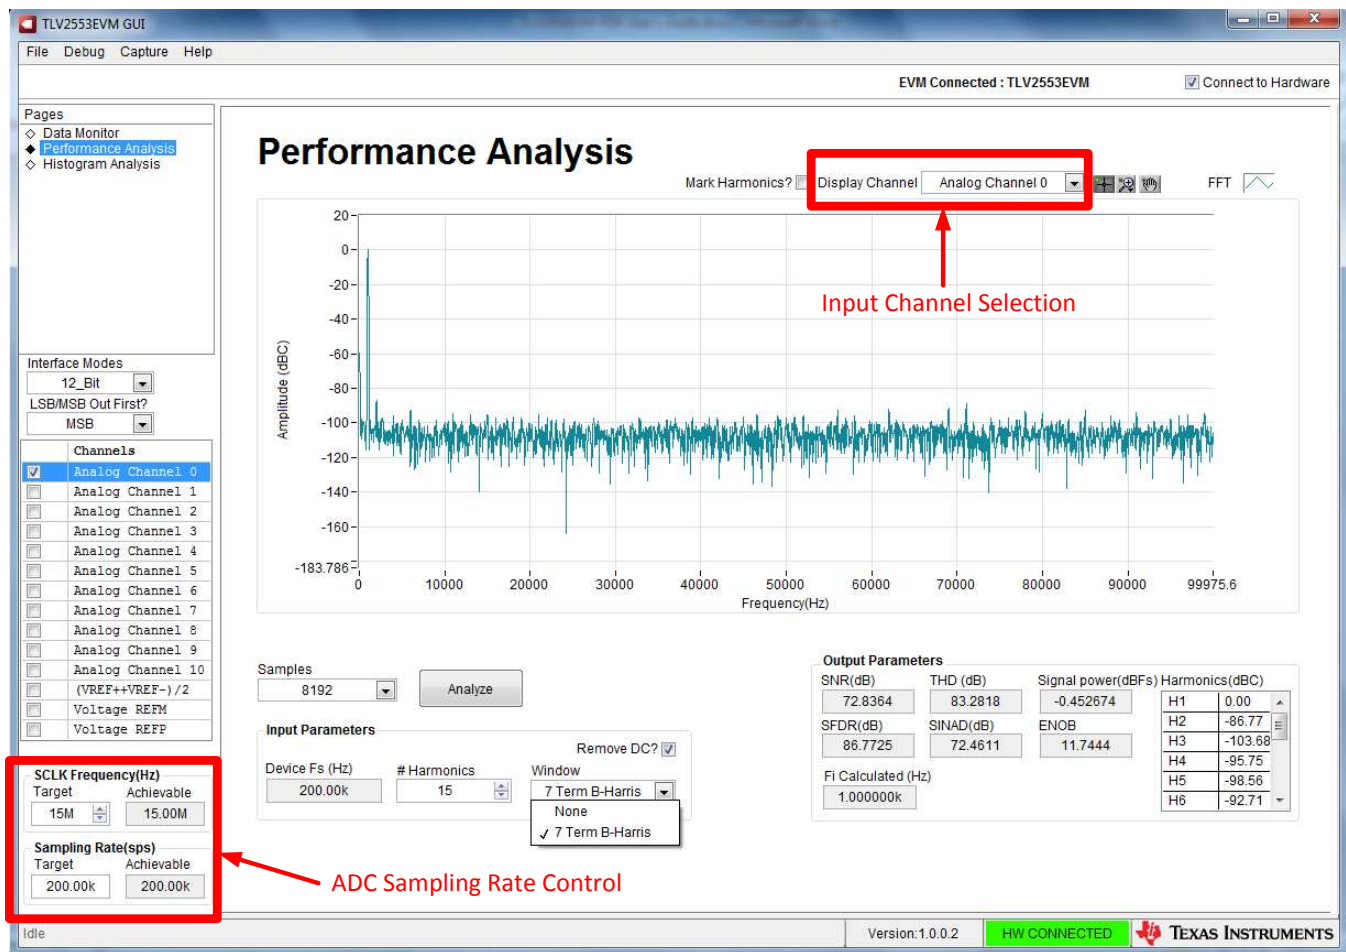 TLV2553EVM GUI
File Debug Capture Help
EVM Connected : TLV2553EVM
Connect to Hardware
Pages
Data Monitor
Performance Analysis
Histogram Analysis
Performance Analysis
Mark Harmonics?
Display Channel
Analog Channel 0
FFT
Input Channel Selection
Amplitude (dBC)
20
0
-20
-40
-60
-80
-100
-120
-140
-160
-183.786
0 10000 20000 30000 40000 50000 60000 70000 80000 90000 99975.6
Frequency(Hz)
Interface Modes
12_Bit
LSB/MSB Out First?
MSB
Channels
Analog Channel 0
Analog Channel 1
Analog Channel 2
Analog Channel 3
Analog Channel 4
Analog Channel 5
Analog Channel 6
Analog Channel 7
Analog Channel 8
Analog Channel 9
Analog Channel 10
(VREF++VREF-)/2
Voltage REFM
Voltage REFP
SCLK Frequency(Hz)
Target Achievable
15M 15.00M
Sampling Rate(sps)
Target Achievable
200.00k 200.00k
ADC Sampling Rate Control
Samples
8192
Analyze
Input Parameters
Remove DC?
Device Fs (Hz) # Harmonics Window
200.00k 15 7 Term B-Harris
None
7 Term B-Harris
Output Parameters
SNR(dB) THD (dB) Signal power(dBFs) Harmonics(dBC)
72.8364 83.2818 -0.452674
SFDR(dB) SINAD(dB) ENOB
86.7725 72.4611 11.7444
Fi Calculated (Hz)
1.000000k
H1 0.00
H2 -86.77
H3 -103.68
H4 -95.75
H5 -98.56
H6 -92.71
Idle
Version:1.0.0.2
HW CONNECTED
TEXAS INSTRUMENTS